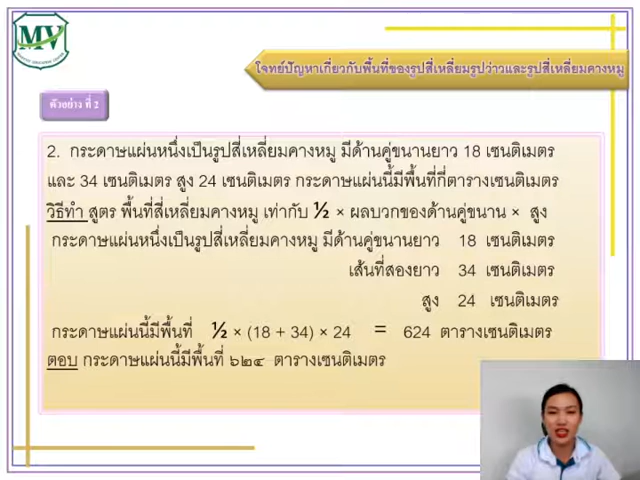 MV
โจทย์ปัญหาเกี่ยวกับพื้นที่ของรูปสี่เหลี่ยมรูปว่าวและรูปสี่เหลี่ยมคางหมู
ตัวอย่าง ที่ 2
2. กระดาษแผ่นหนึ่งเป็นรูปสี่เหลี่ยมคางหมู มีด้านคู่ขนานยาว 18 เซนติเมตร
และ 34 เซนติเมตร สูง 24 เซนติเมตร กระดาษแผ่นนี้มีพื้นที่กี่ตารางเซนติเมตร
วิธีทำ สูตร พื้นที่สี่เหลี่ยมคางหมู เท่ากับ ½ × ผลบวกของด้านคู่ขนาน × สูง
กระดาษแผ่นหนึ่งเป็นรูปสี่เหลี่ยมคางหมู มีด้านคู่ขนานยาว 18 เซนติเมตร
เส้นที่สองยาว 34 เซนติเมตร
สูง 24 เซนติเมตร
กระดาษแผ่นนี้มีพื้นที่ ½ × (18 + 34) × 24 = 624 ตารางเซนติเมตร
ตอบ กระดาษแผ่นนี้มีพื้นที่ ๖๒๔ ตารางเซนติเมตร